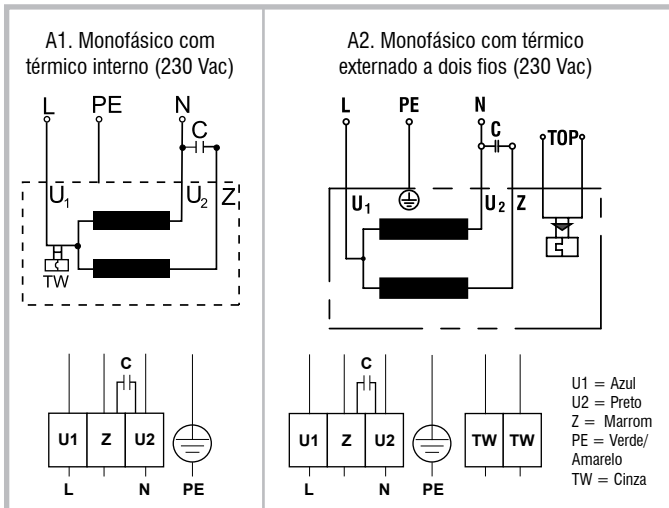 A1. Monofásico com
térmico interno (230 Vac)
L PE N
C
U1 U2 Z
TW
C
U1 Z U2
L N PE
A2. Monofásico com térmico
externado a dois fios (230 Vac)
L PE N
C TOP
U1 U2 Z
C
U1 Z U2 TW TW
L N PE
U1 = Azul
U2 = Preto
Z = Marrom
PE = Verde/
Amarelo
TW = Cinza